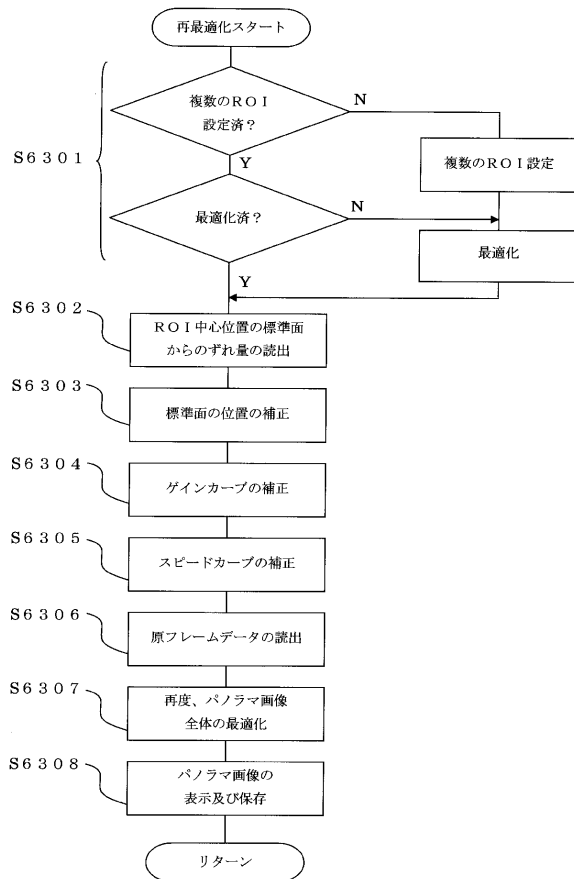 再最適化スタート
複数のＲＯＩ
設定済？
Ｎ
Ｓ６３０１
Ｙ
複数のＲＯＩ設定
最適化済？
Ｎ
最適化
Ｙ
Ｓ６３０２
ＲＯＩ中心位置の標準面
からのずれ量の読出
Ｓ６３０３
標準面の位置の補正
Ｓ６３０４
ゲインカーブの補正
Ｓ６３０５
スピードカーブの補正
Ｓ６３０６
原フレームデータの読出
Ｓ６３０７
再度、パノラマ画像
全体の最適化
Ｓ６３０８
パノラマ画像の
表示及び保存
リターン